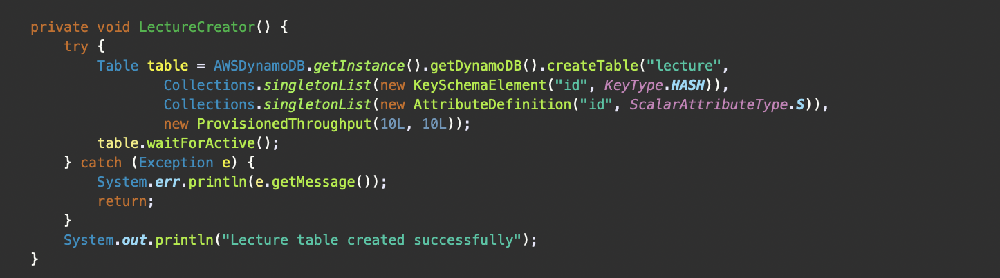 private void LectureCreator() {
    try {
        Table table = AWSDynamoDB.getInstance().getDynamoDB().createTable("lecture",
                Collections.singletonList(new KeySchemaElement("id", KeyType.HASH)),
                Collections.singletonList(new AttributeDefinition("id", ScalarAttributeType.S)),
                new ProvisionedThroughput(10L, 10L));
        table.waitForActive();
    } catch (Exception e) {
        System.err.println(e.getMessage());
        return;
    }
    System.out.println("Lecture table created successfully");
}